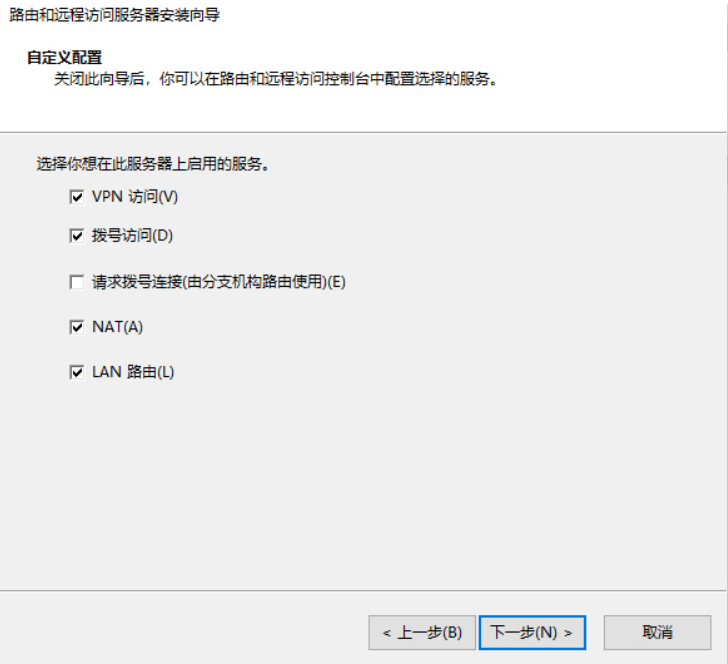 路由和远程访问服务器安装向导
自定义配置
关闭此向导后，你可以在路由和远程访问控制台中配置选择的服务。
选择你想在此服务器上启用的服务。
VPN 访问(V)
拨号访问(D)
请求拨号连接(由分支机构路由使用)(E)
NAT(A)
LAN 路由(L)
< 上一步(B) 下一步(N) > 取消